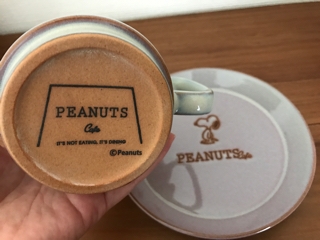 PEANUTS
Cafe
IT'S NOT EATING, IT'S DINING
©Peanuts
PEANUTS Cafe